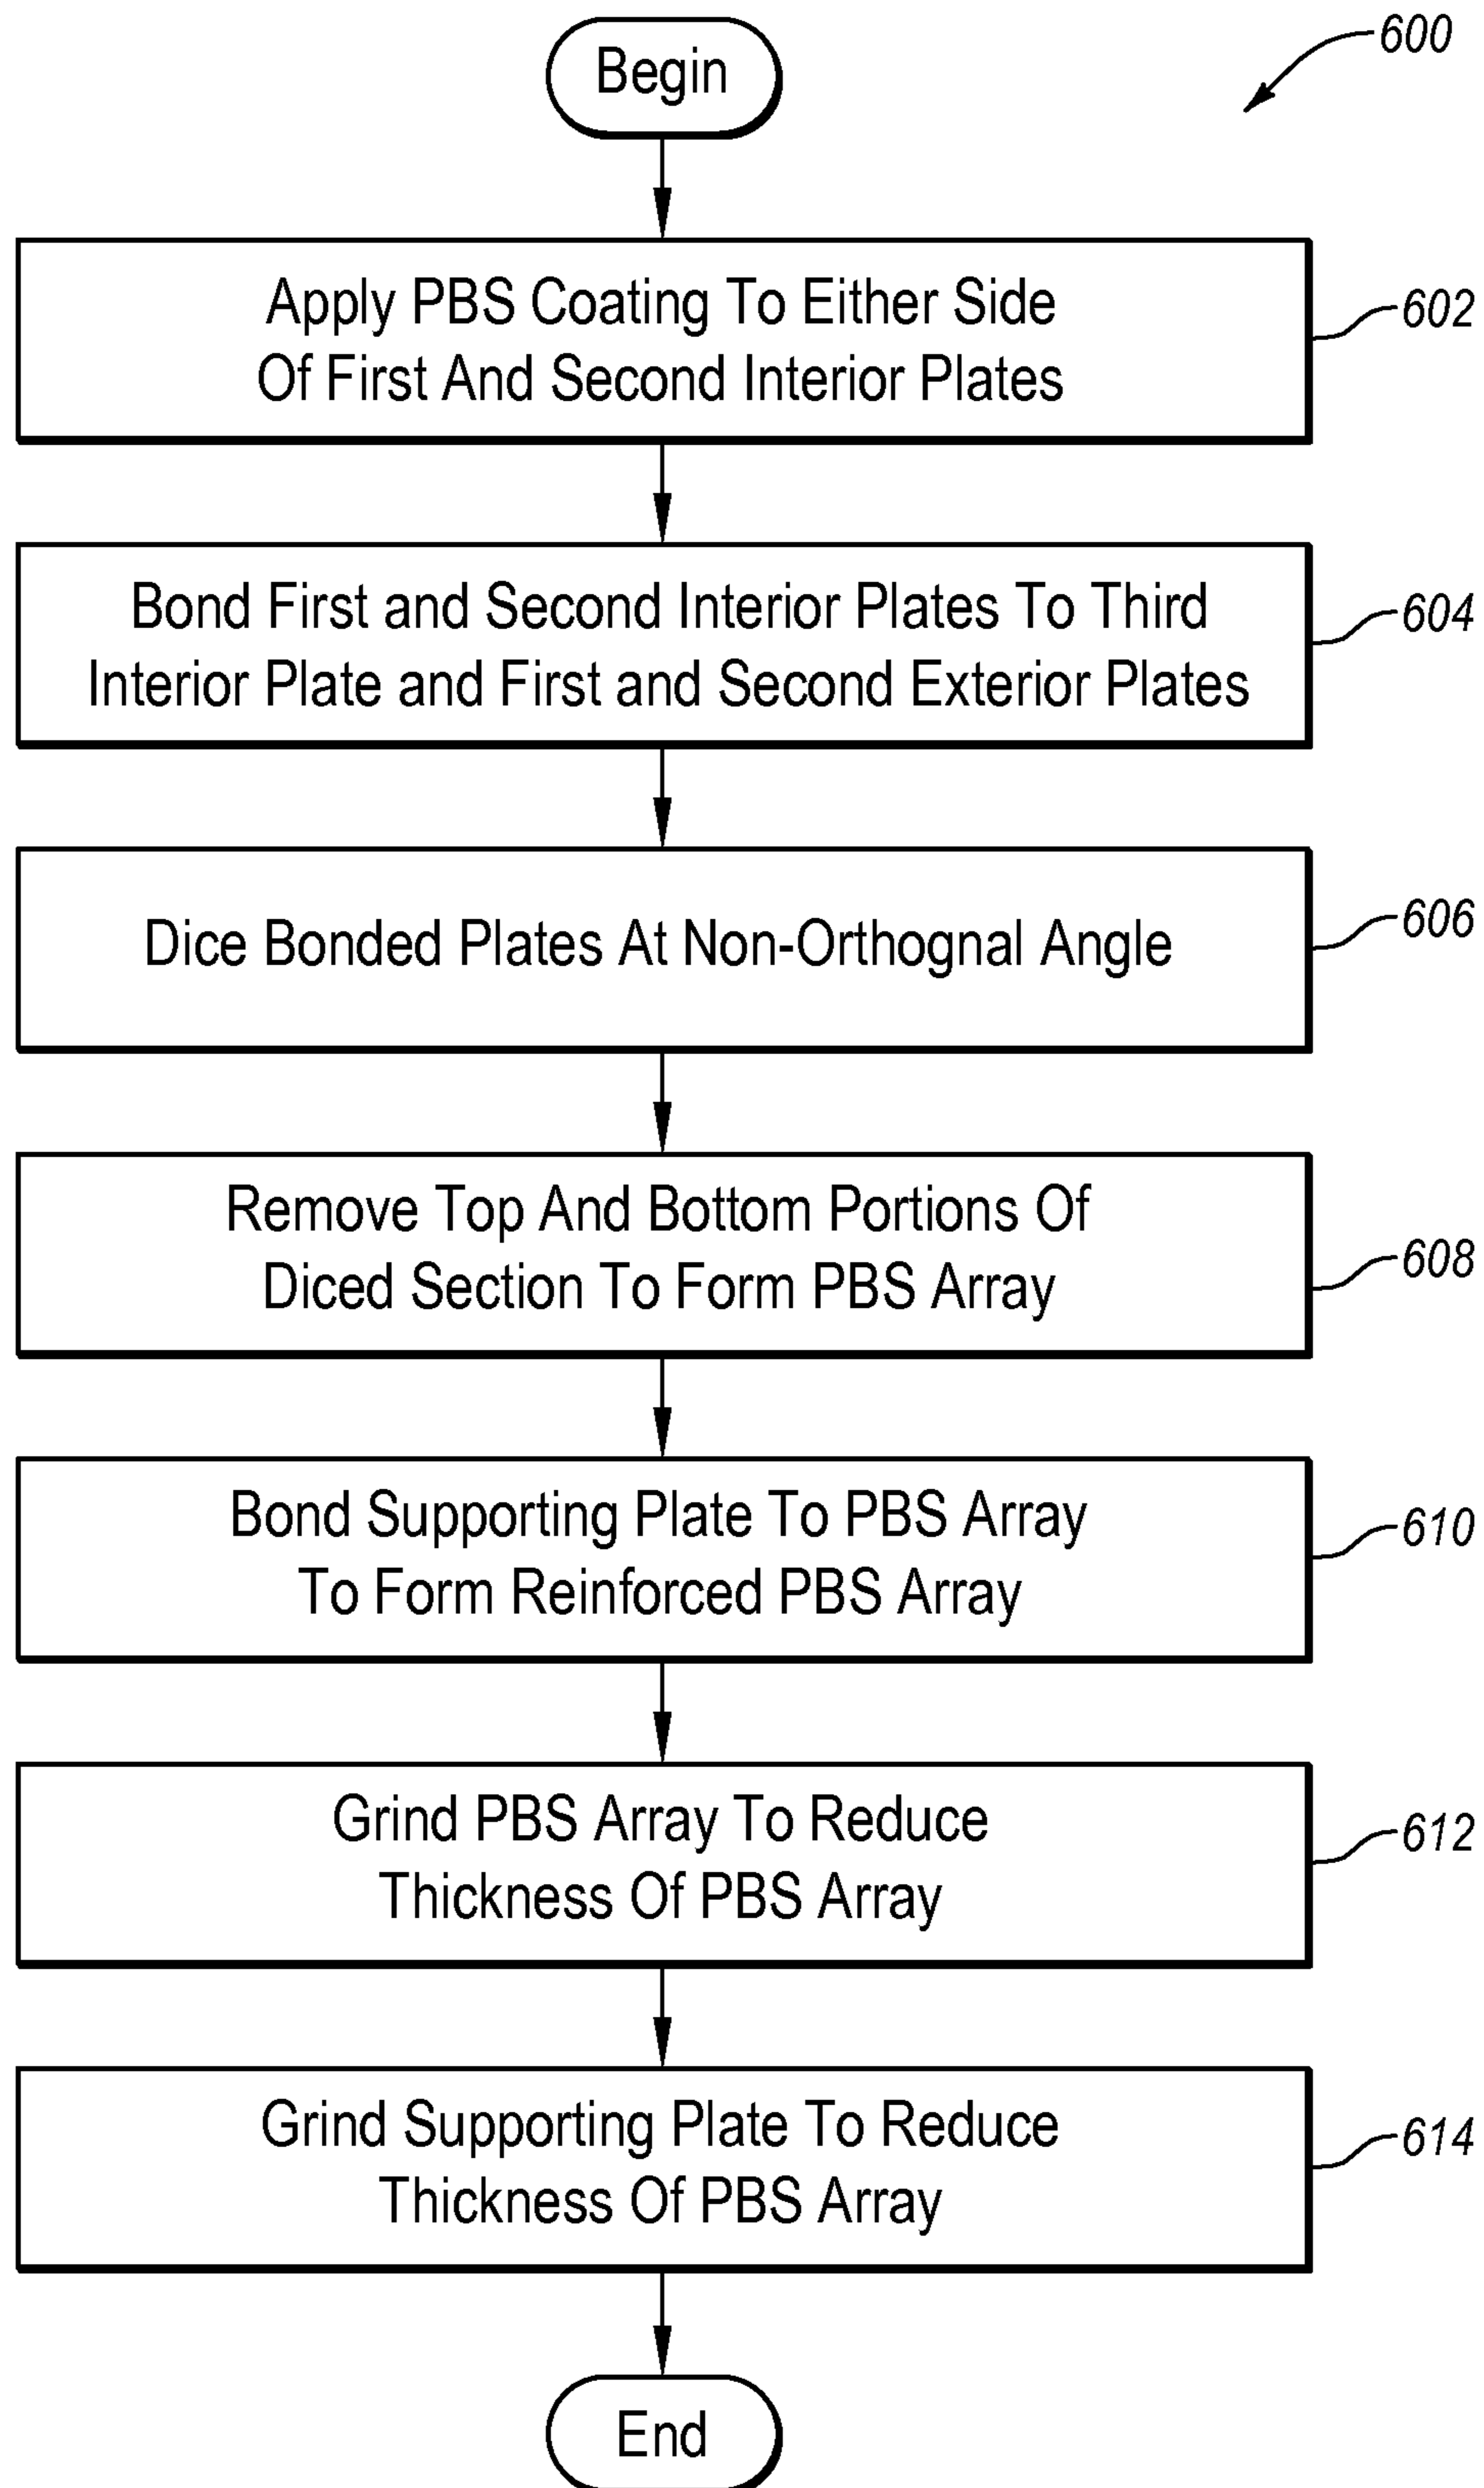 Begin
600
Apply PBS Coating To Either Side
Of First And Second Interior Plates
602
Bond First and Second Interior Plates To Third
Interior Plate and First and Second Exterior Plates
604
Dice Bonded Plates At Non-Orthognal Angle
606
Remove Top And Bottom Portions Of
Diced Section To Form PBS Array
608
Bond Supporting Plate To PBS Array
To Form Reinforced PBS Array
610
Grind PBS Array To Reduce
Thickness Of PBS Array
612
Grind Supporting Plate To Reduce
Thickness Of PBS Array
614
End